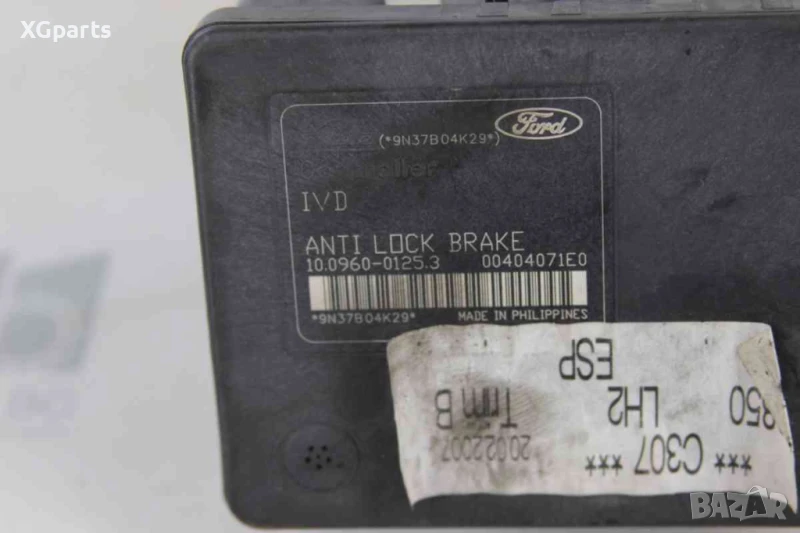 XGparts
Ford
(*9N37B04K29*)
IVD
ANTI LOCK BRAKE
10.0960-0125.3 00404071E0
*9N37B04K29* MADE IN PHILIPPINES
*** C307 ***
20022007
LH2
Trim B
350
ESP
BAZAR